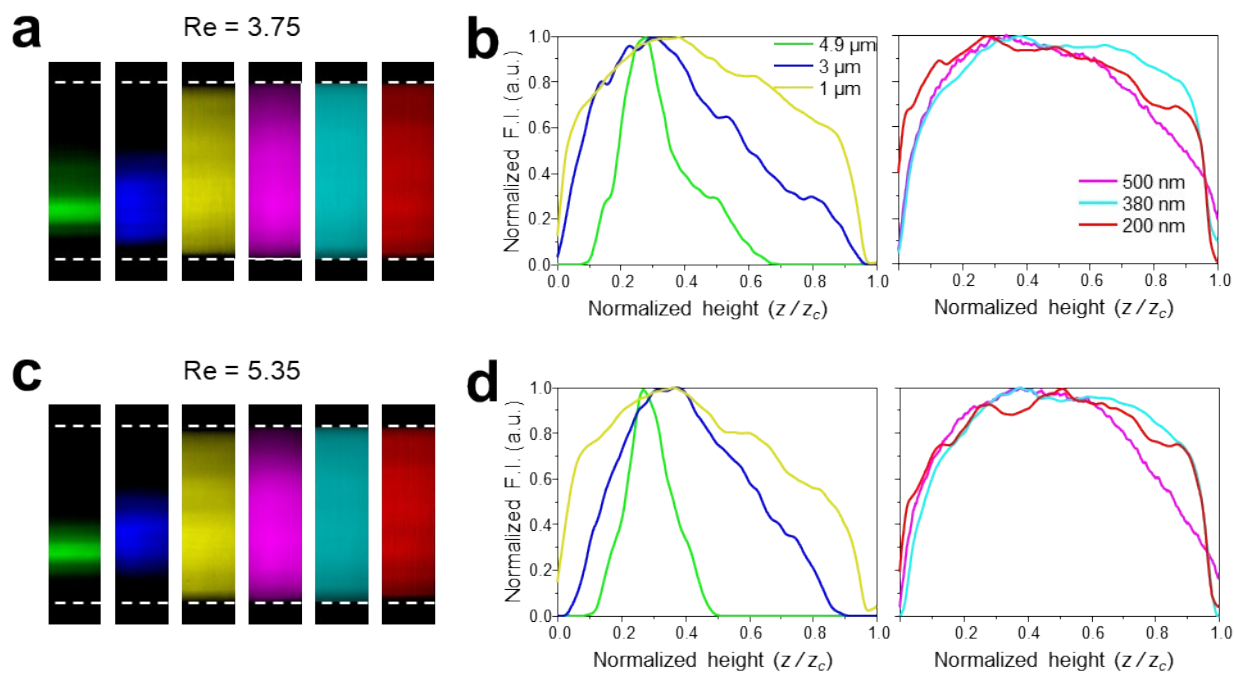 a
Re = 3.75
b
Normalized F.I. (a.u.)
1.0
0.8
0.6
0.4
0.2
0.0
4.9 µm
3 µm
1 µm
0.0 0.2 0.4 0.6 0.8 1.0
Normalized height (z / z_c)
500 nm
380 nm
200 nm
0.2 0.4 0.6 0.8 1.0
Normalized height (z / z_c)
c
Re = 5.35
d
Normalized F.I. (a.u.)
1.0
0.8
0.6
0.4
0.2
0.0
0.0 0.2 0.4 0.6 0.8 1.0
Normalized height (z / z_c)
0.2 0.4 0.6 0.8 1.0
Normalized height (z / z_c)